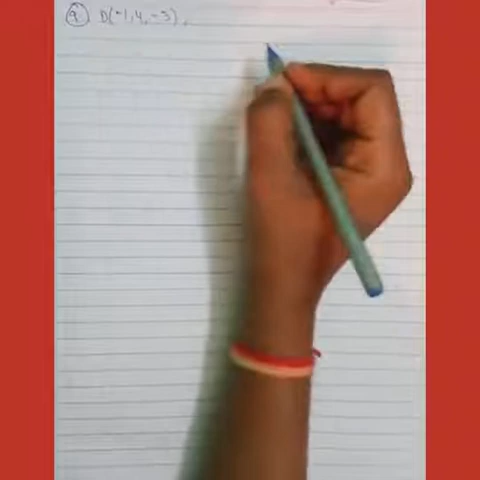 9. D(-1, 4, -3),